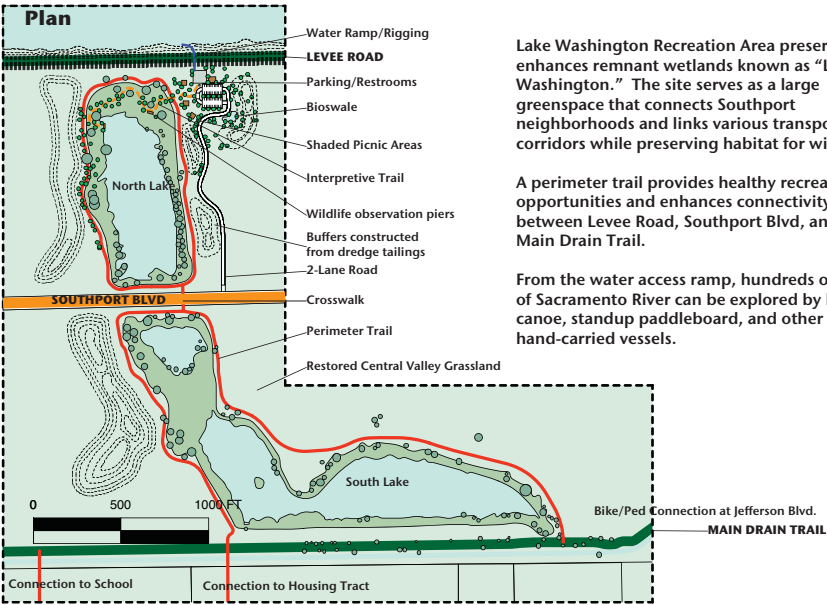 Plan
Water Ramp/Rigging
LEVEE ROAD
Parking/Restrooms
Bioswale
Shaded Picnic Areas
Interpretive Trail
Wildlife observation piers
Buffers constructed
from dredge tailings
2-Lane Road
Crosswalk
Perimeter Trail
Restored Central Valley Grassland
North Lake
SOUTHPORT BLVD
South Lake
0 500 1000 FT
Bike/Ped Connection at Jefferson Blvd.
MAIN DRAIN TRAIL
Connection to School
Connection to Housing Tract
Lake Washington Recreation Area preser
enhances remnant wetlands known as “L
Washington.” The site serves as a large
greenspace that connects Southport
neighborhoods and links various transpo
corridors while preserving habitat for wi
A perimeter trail provides healthy recrea
opportunities and enhances connectivity
between Levee Road, Southport Blvd, an
Main Drain Trail.
From the water access ramp, hundreds o
of Sacramento River can be explored by
canoe, standup paddleboard, and other
hand-carried vessels.